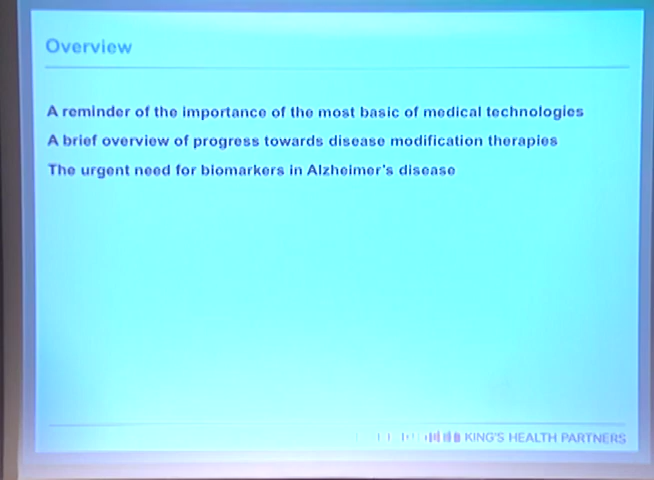 Overview
A reminder of the importance of the most basic of medical technologies
A brief overview of progress towards disease modification therapies
The urgent need for biomarkers in Alzheimer's disease
KING'S HEALTH PARTNERS